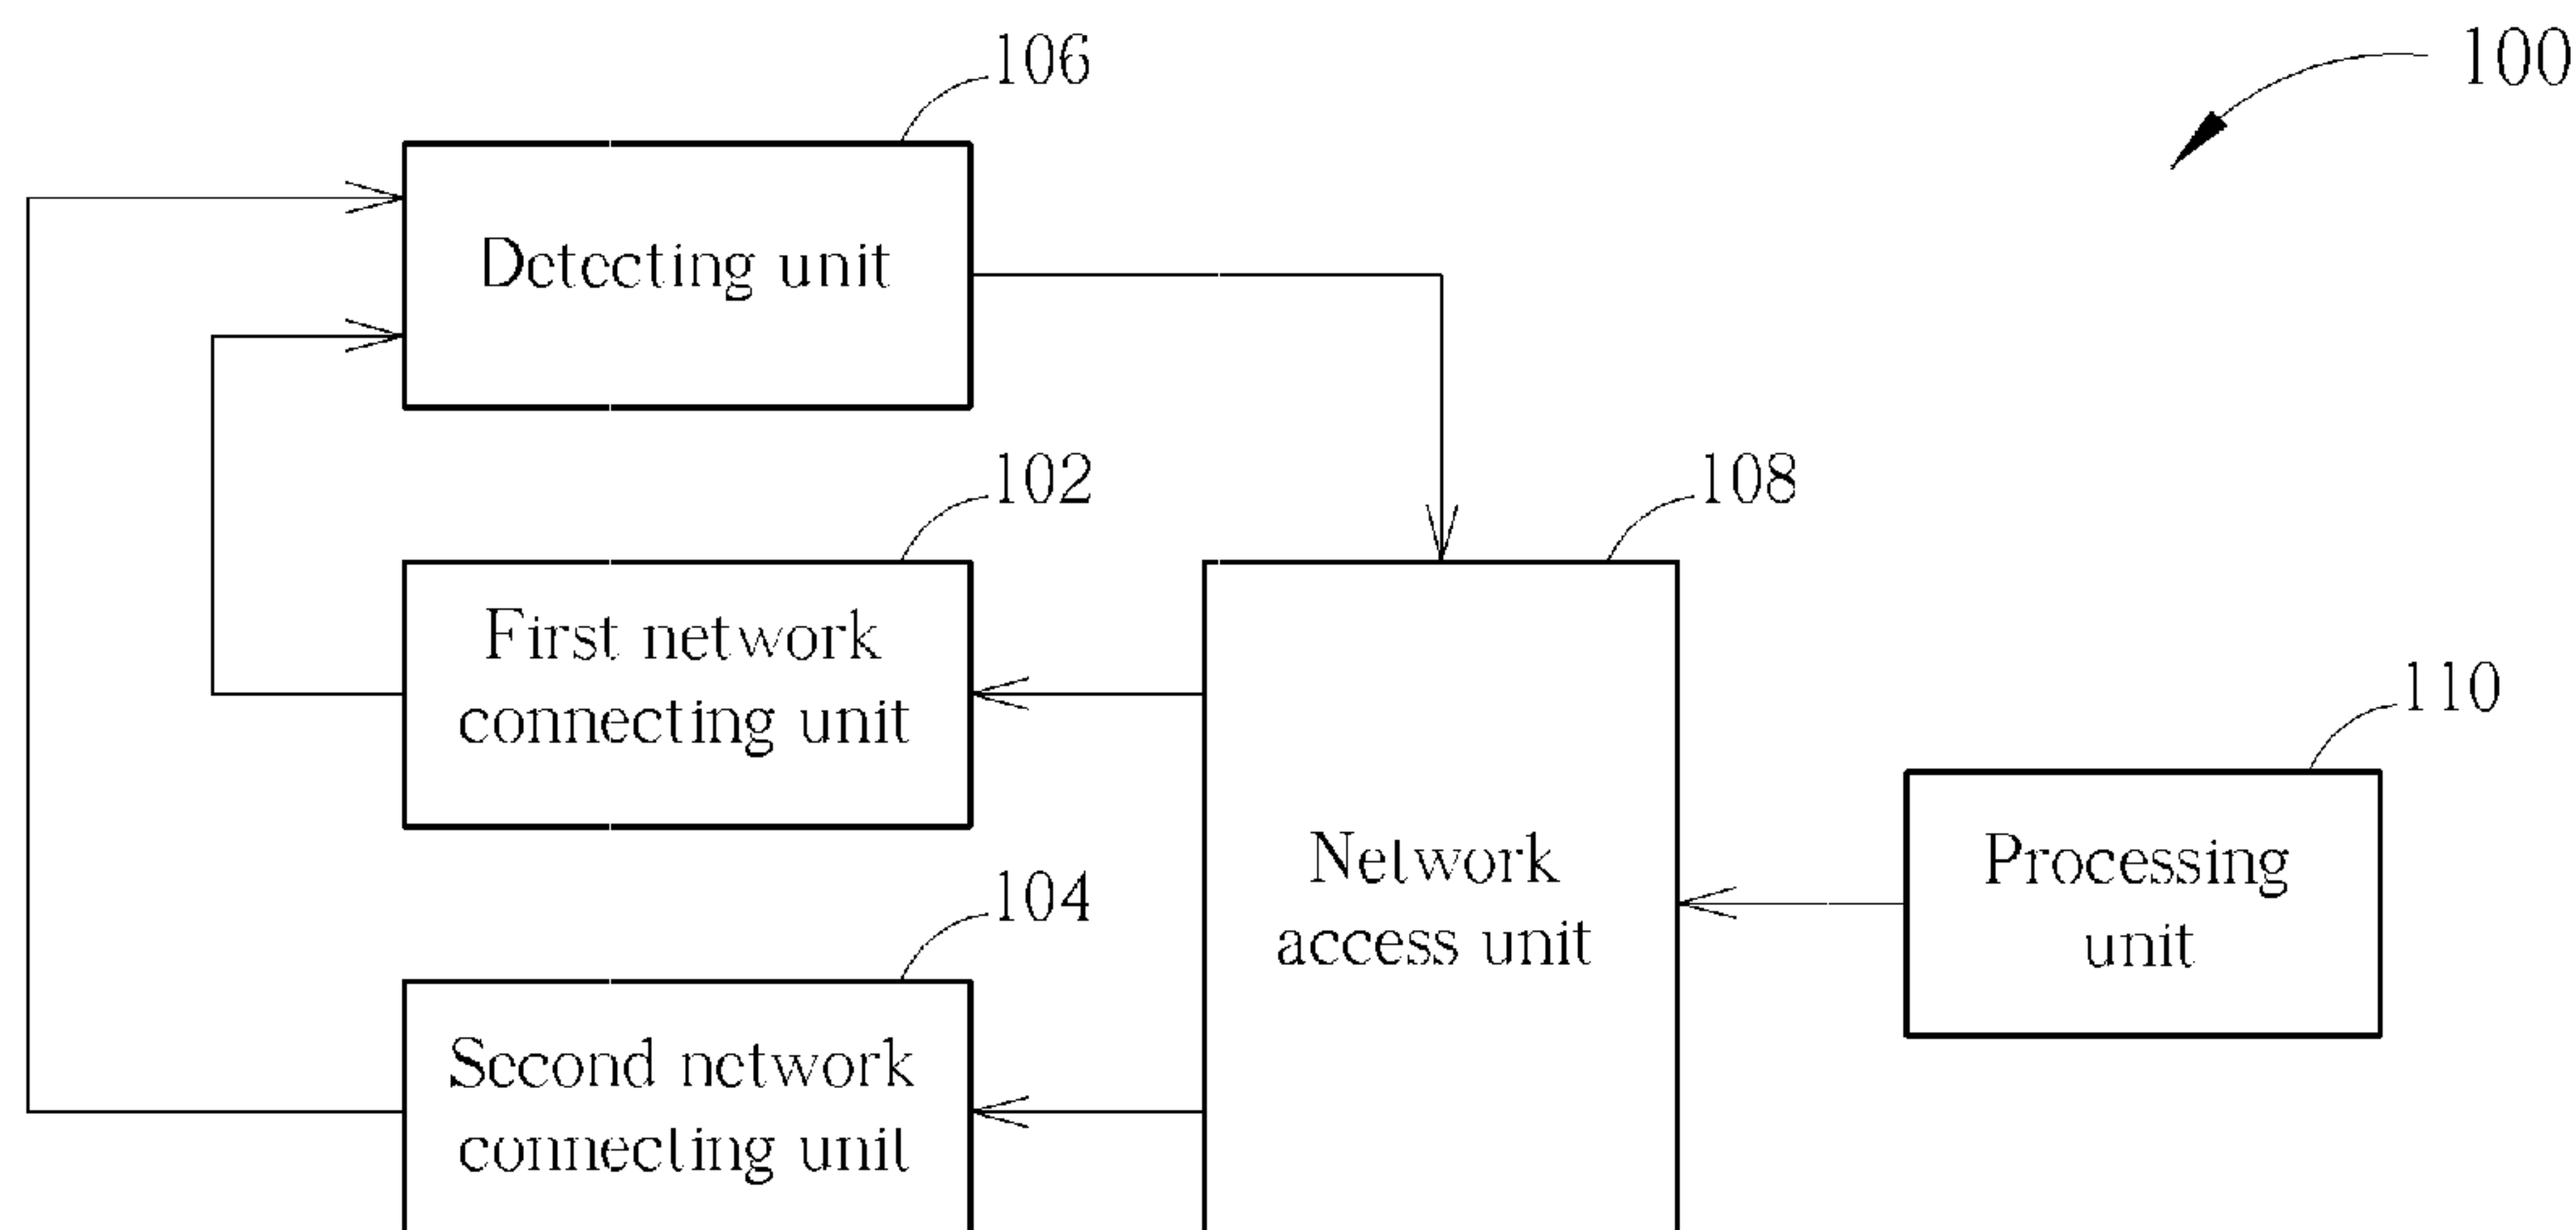 100
106
Detecting unit
102
First network
connecting unit
108
Network
access unit
110
Processing
unit
104
Second network
connecting unit